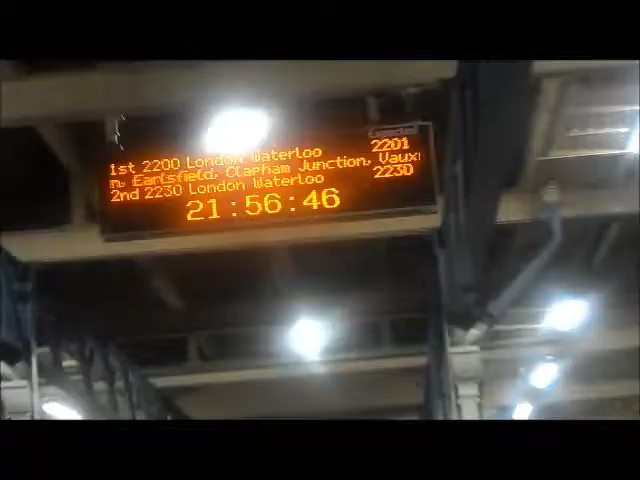 Expected
1st 2200 London Waterloo 2201
n, Earlsfield, Clapham Junction, Vaux
2nd 2230 London Waterloo 2230
21:56:46